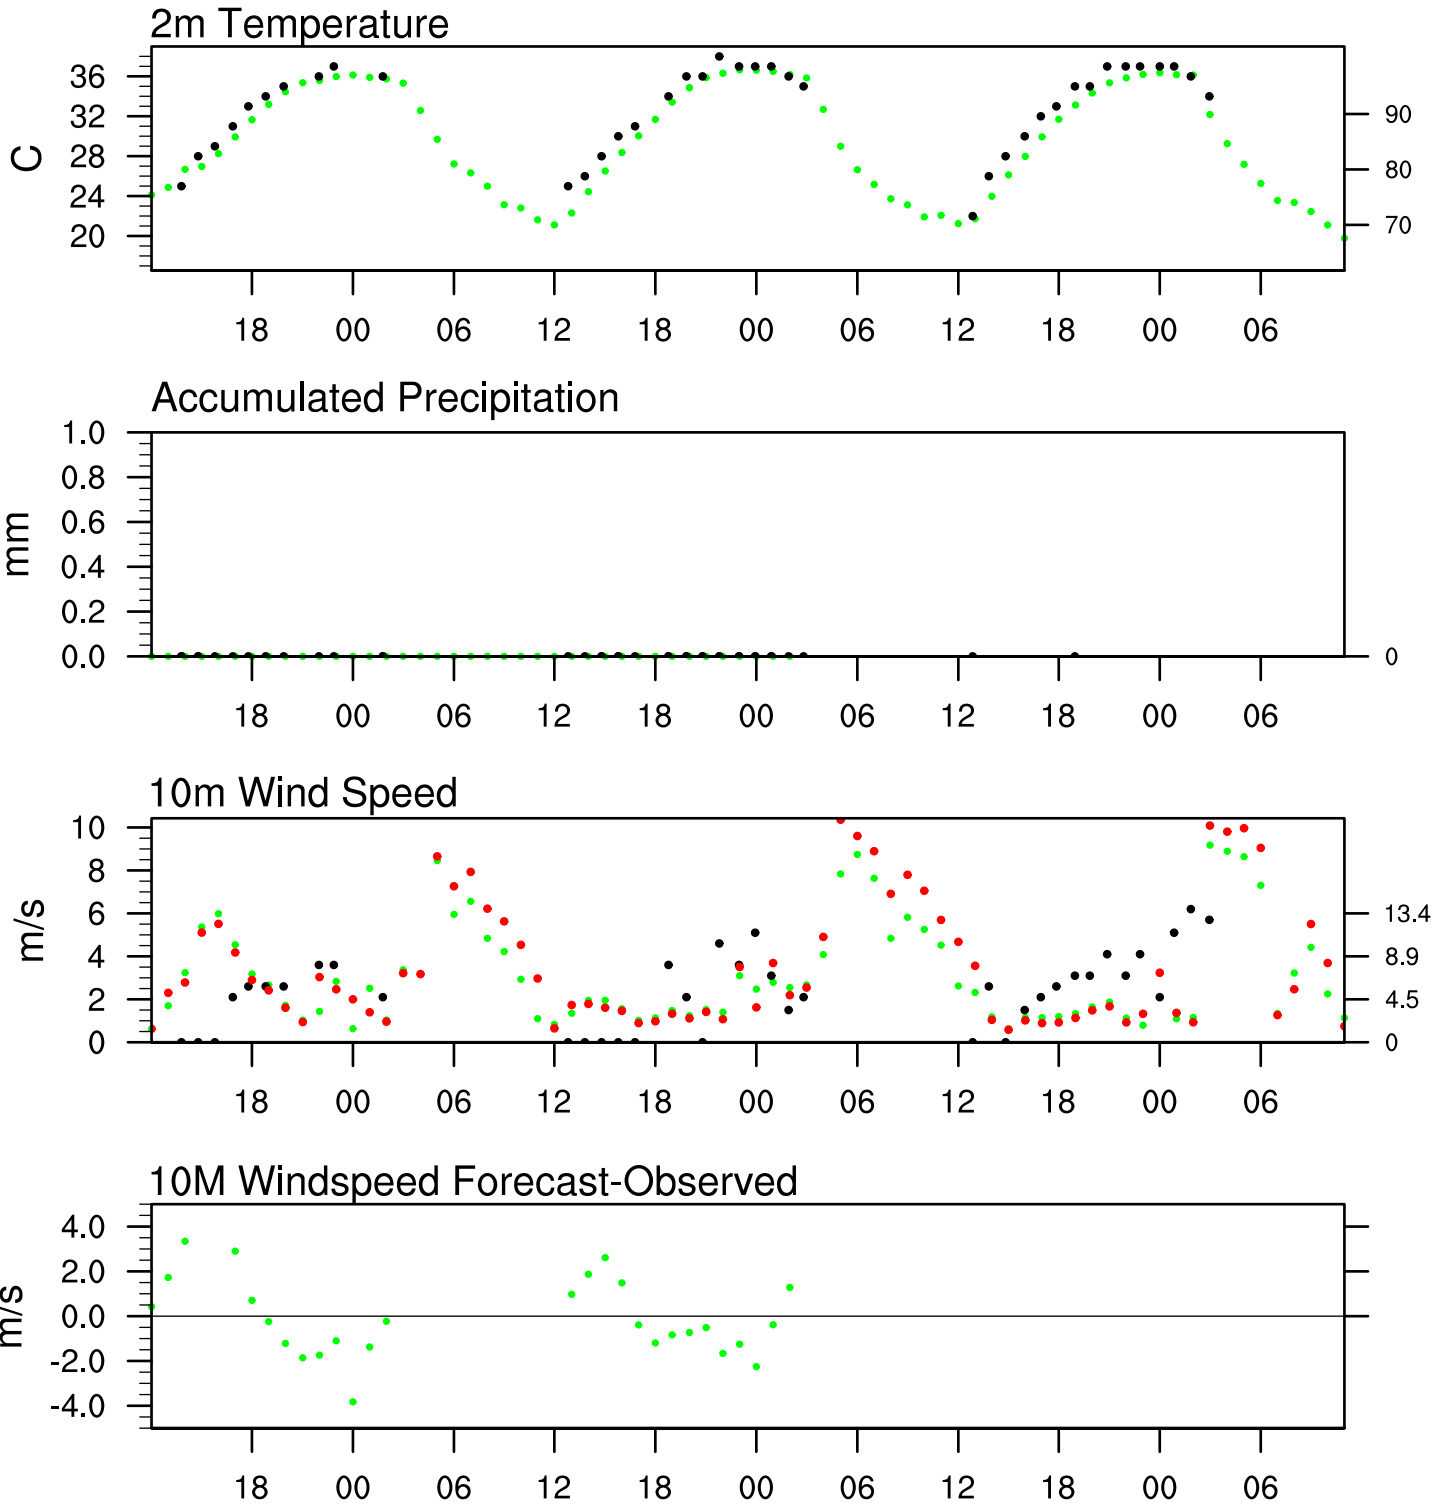 2m Temperature
36
32
28
24
20
C
90
80
70
18 00 06 12 18 00 06 12 18 00 06
Accumulated Precipitation
1.0
0.8
0.6
0.4
0.2
0.0
mm
0
18 00 06 12 18 00 06 12 18 00 06
10m Wind Speed
10
8
6
4
2
0
m/s
13.4
8.9
4.5
0
18 00 06 12 18 00 06 12 18 00 06
10M Windspeed Forecast-Observed
4.0
2.0
0.0
-2.0
-4.0
m/s
18 00 06 12 18 00 06 12 18 00 06